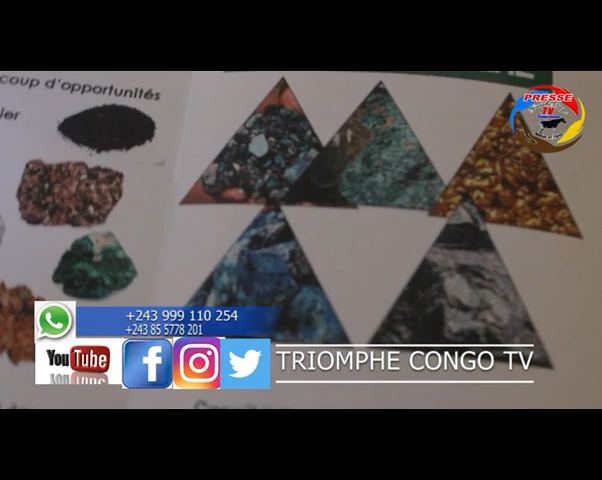 coup d'opportunités
ier
PRESSE
TV
+243 999 110 254
+243 85 5778 201
YouTube
TRIOMPHE CONGO TV